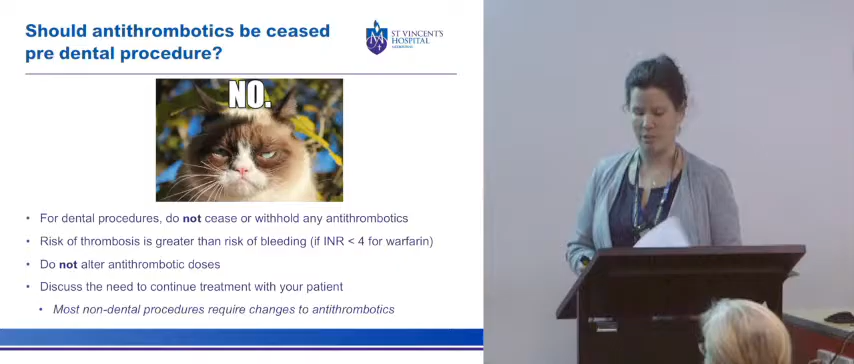 Should antithrombotics be ceased
pre dental procedure?
ST VINCENT'S
HOSPITAL
NO.
• For dental procedures, do not cease or withhold any antithrombotics
• Risk of thrombosis is greater than risk of bleeding (if INR < 4 for warfarin)
• Do not alter antithrombotic doses
• Discuss the need to continue treatment with your patient
• Most non-dental procedures require changes to antithrombotics